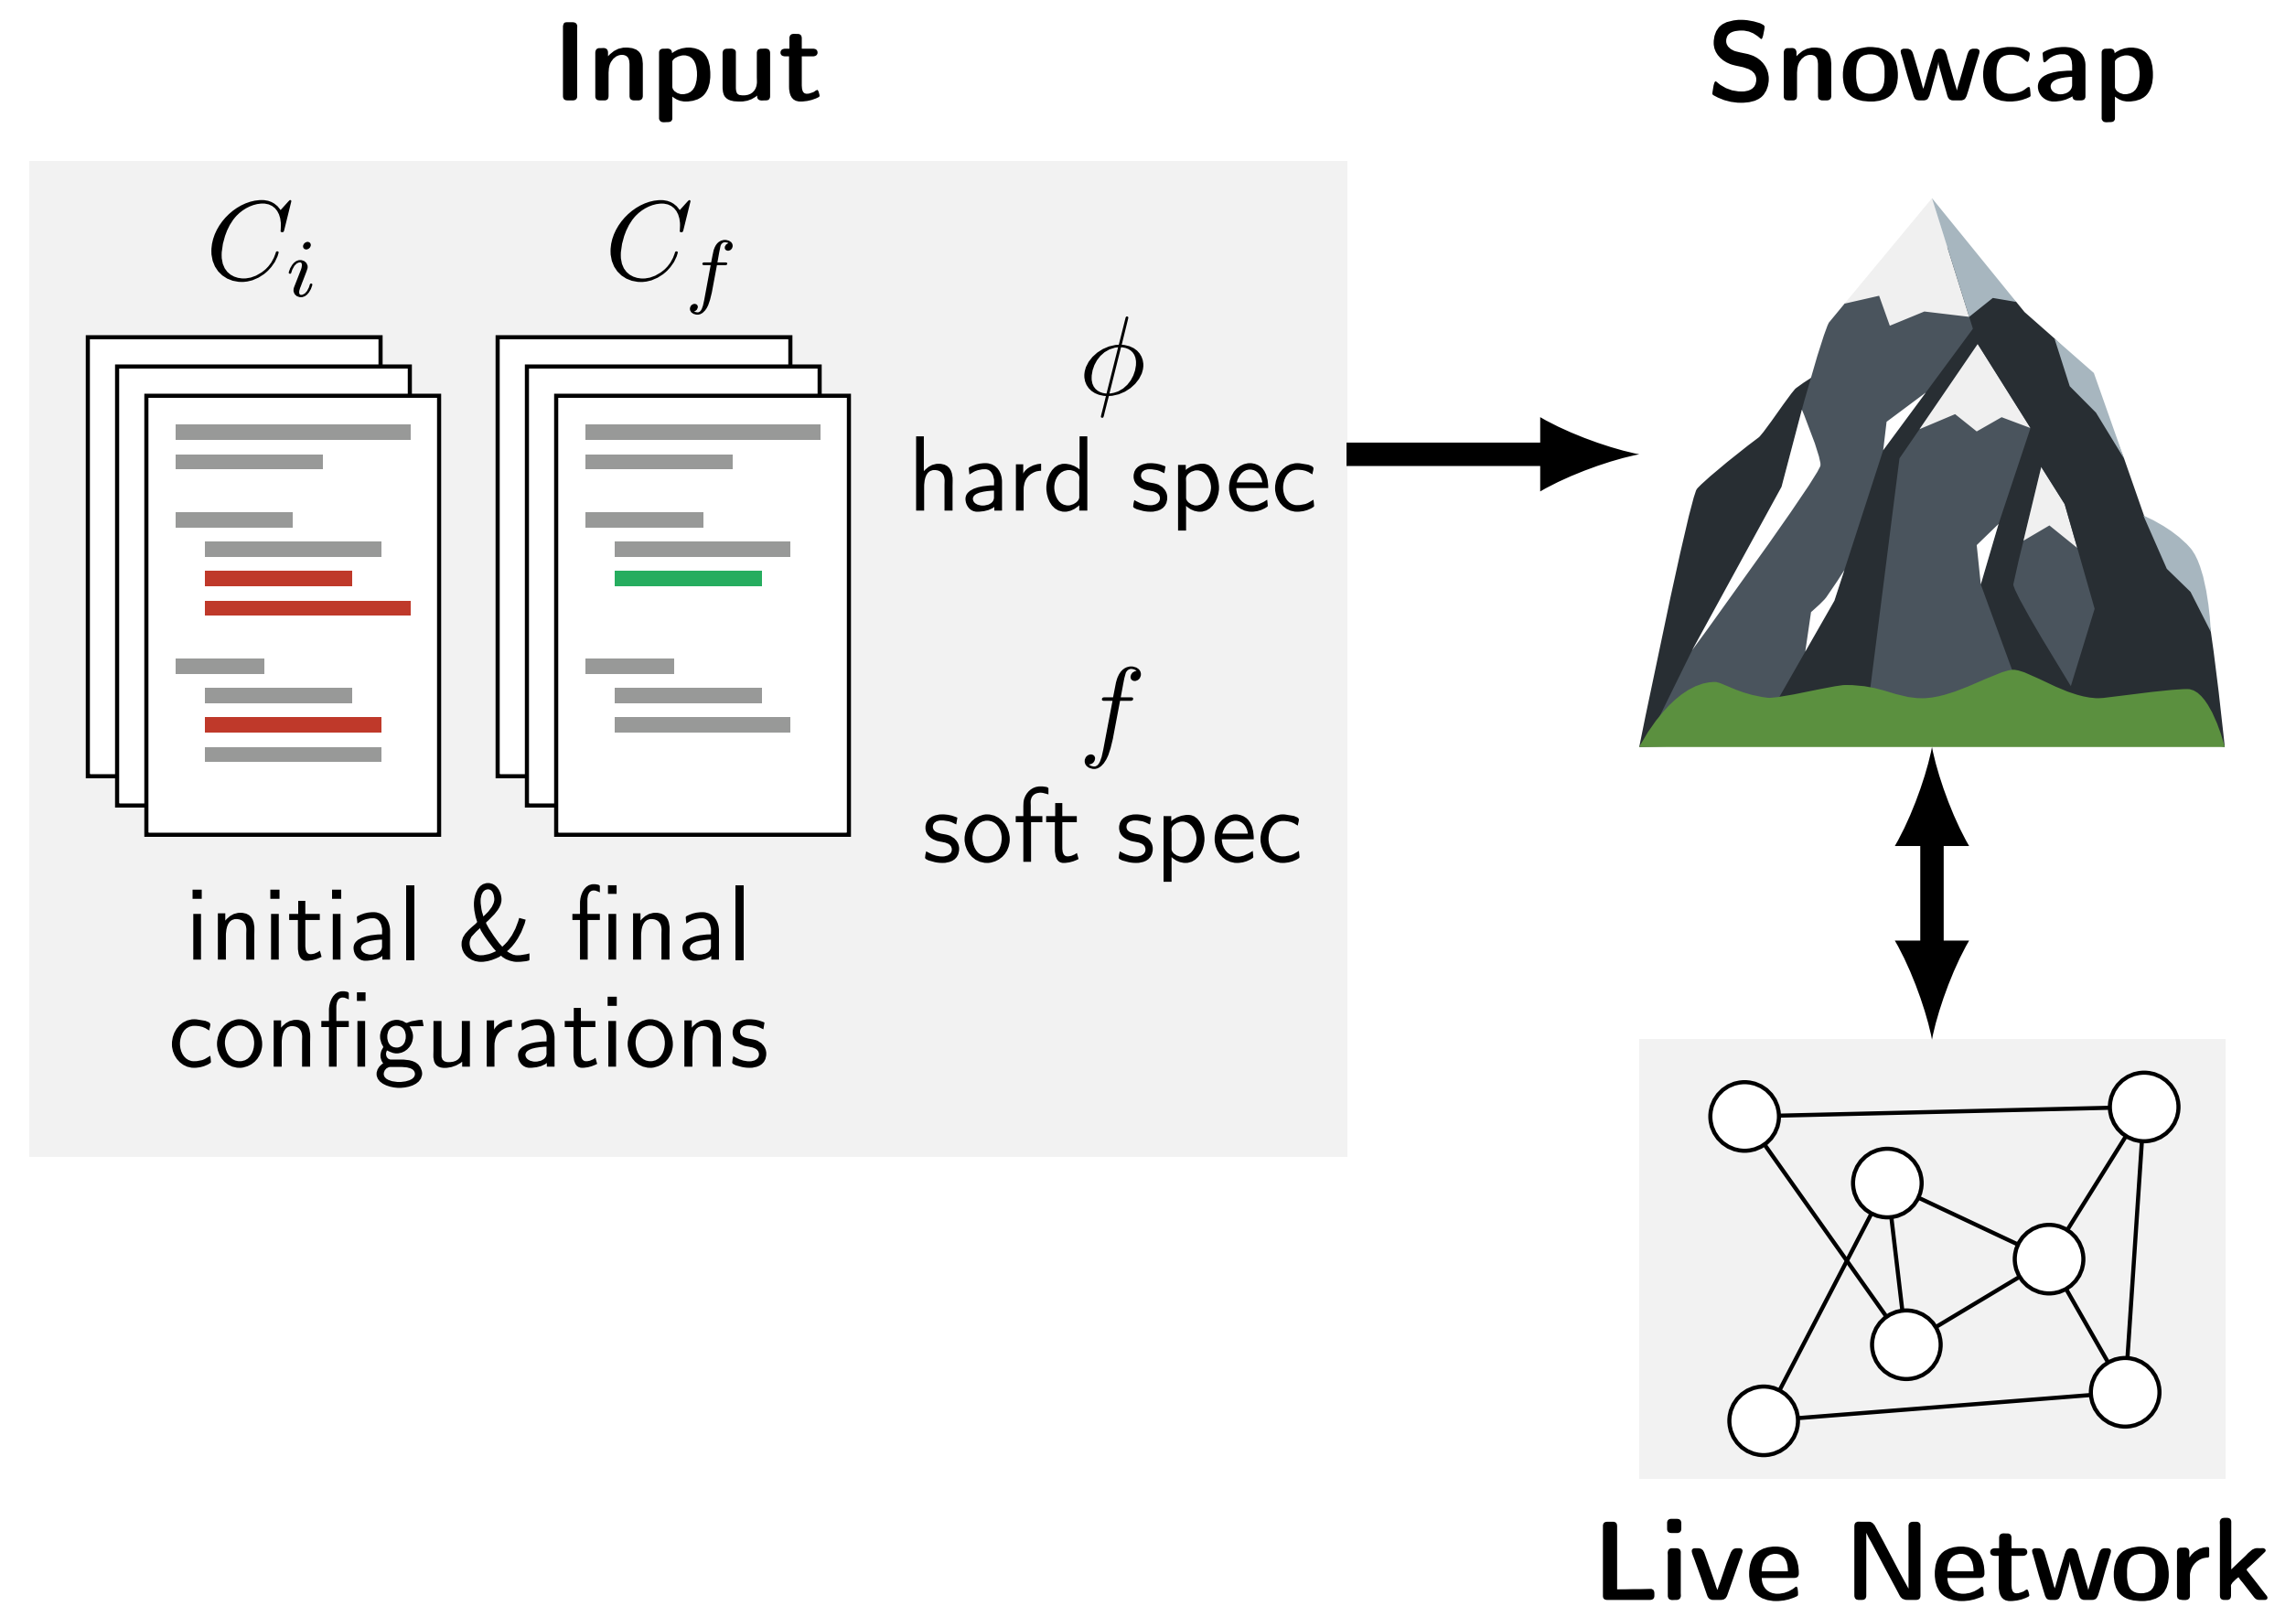 Input
Snowcap
C_i
C_f
ϕ
hard spec
f
soft spec
initial & final
configurations
Live Network